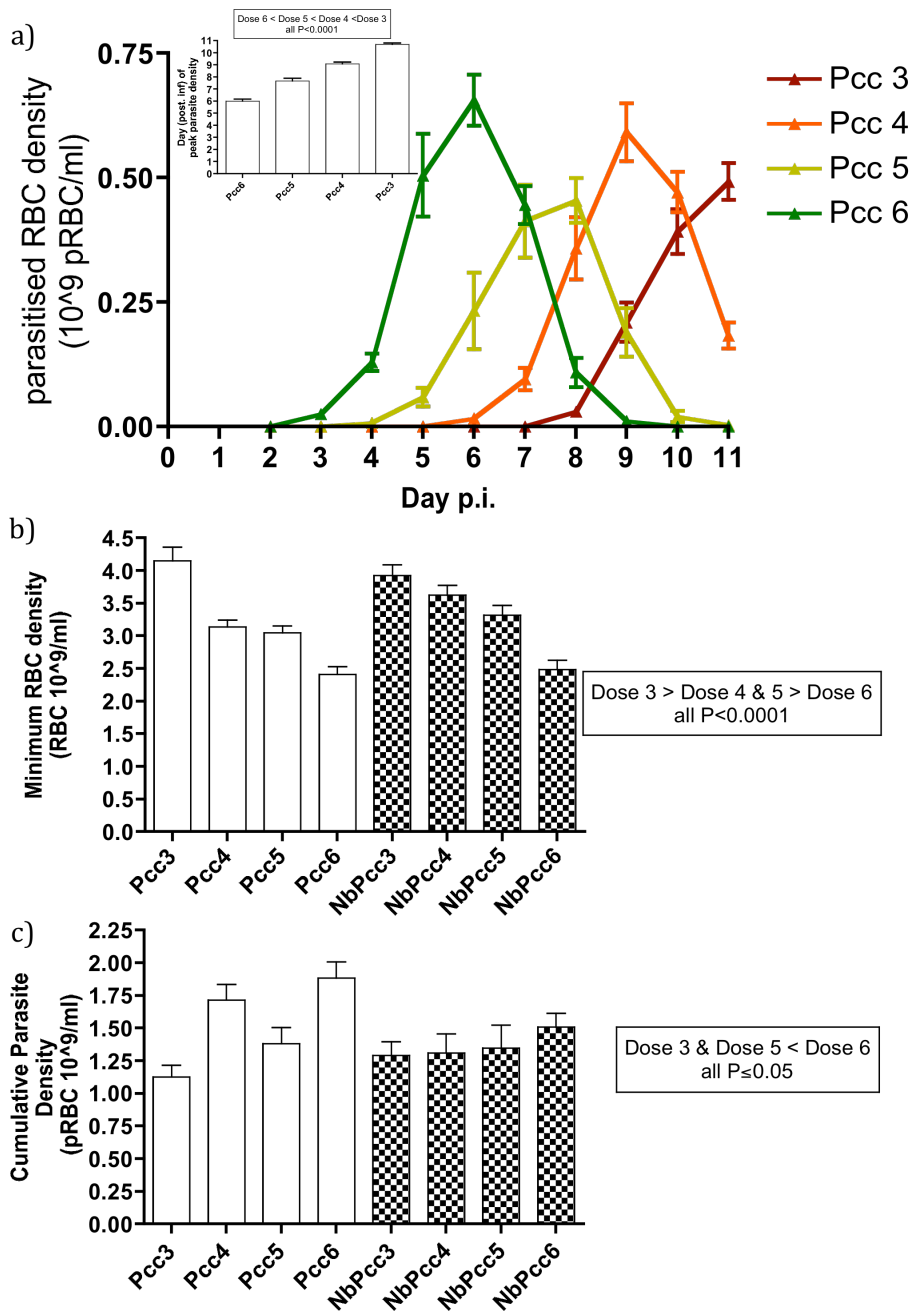 a)
Dose 6 < Dose 5 < Dose 4 <Dose 3
all P<0.0001
Day (post. inf) of
peak parasite density
11
10
9
8
7
6
5
4
3
2
1
0
Pcc6
Pcc5
Pcc4
Pcc3
parasitised RBC density
(10^9 pRBC/ml)
0.75
0.50
0.25
0.00
0 1 2 3 4 5 6 7 8 9 10 11
Day p.i.
Pcc 3
Pcc 4
Pcc 5
Pcc 6
b)
Minimum RBC density
(RBC 10^9/ml)
4.5
4.0
3.5
3.0
2.5
2.0
1.5
1.0
0.5
0.0
Pcc3
Pcc4
Pcc5
Pcc6
NbPcc3
NbPcc4
NbPcc5
NbPcc6
Dose 3 > Dose 4 & 5 > Dose 6
all P<0.0001
c)
Cumulative Parasite
Density
(pRBC 10^9/ml)
2.25
2.00
1.75
1.50
1.25
1.00
0.75
0.50
0.25
0.00
Pcc3
Pcc4
Pcc5
Pcc6
NbPcc3
NbPcc4
NbPcc5
NbPcc6
Dose 3 & Dose 5 < Dose 6
all P≤0.05